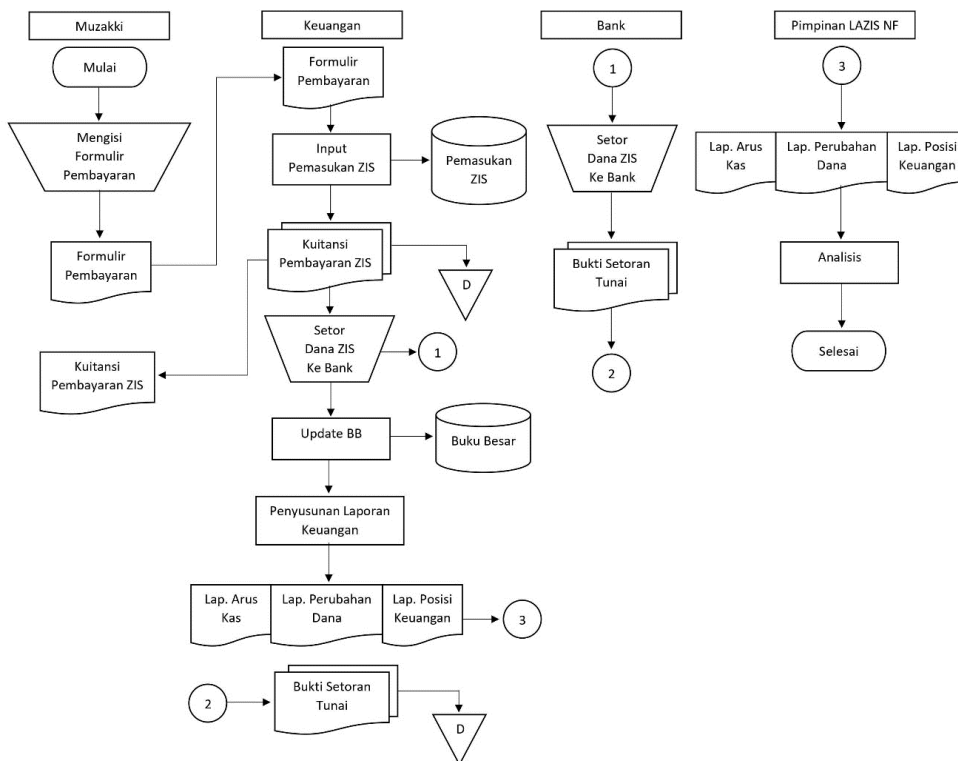 Muzakki
Mulai
Mengisi
Formulir
Pembayaran
Formulir
Pembayaran
Kuitansi
Pembayaran ZIS
Keuangan
Formulir
Pembayaran
Input
Pemasukan ZIS
Pemasukan
ZIS
Kuitansi
Pembayaran ZIS
D
Setor
Dana ZIS
Ke Bank
1
Update BB
Buku Besar
Penyusunan Laporan
Keuangan
Lap. Arus
Kas
Lap. Perubahan
Dana
Lap. Posisi
Keuangan
3
2
Bukti Setoran
Tunai
D
Bank
1
Setor
Dana ZIS
Ke Bank
Bukti Setoran
Tunai
2
Pimpinan LAZIS NF
3
Lap. Arus
Kas
Lap. Perubahan
Dana
Lap. Posisi
Keuangan
Analisis
Selesai